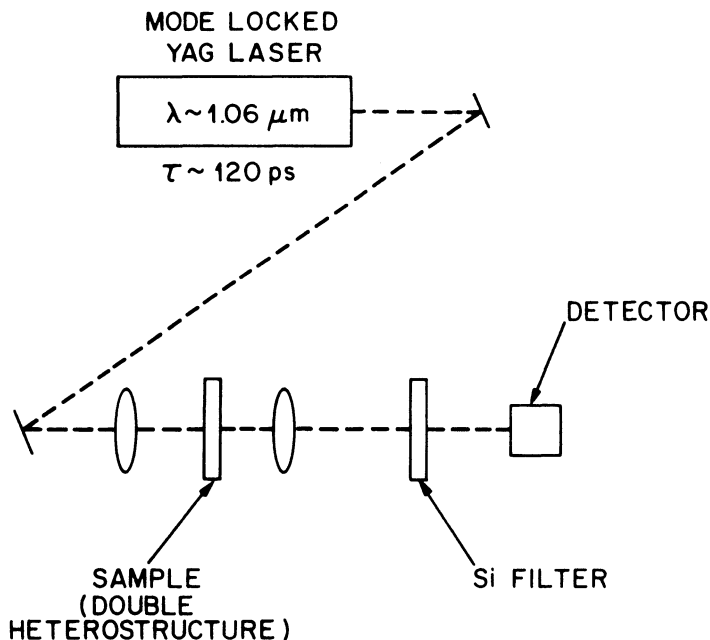 MODE LOCKED
YAG LASER
λ~1.06 μm
τ~120 ps
DETECTOR
SAMPLE
(DOUBLE
HETEROSTRUCTURE)
Si FILTER